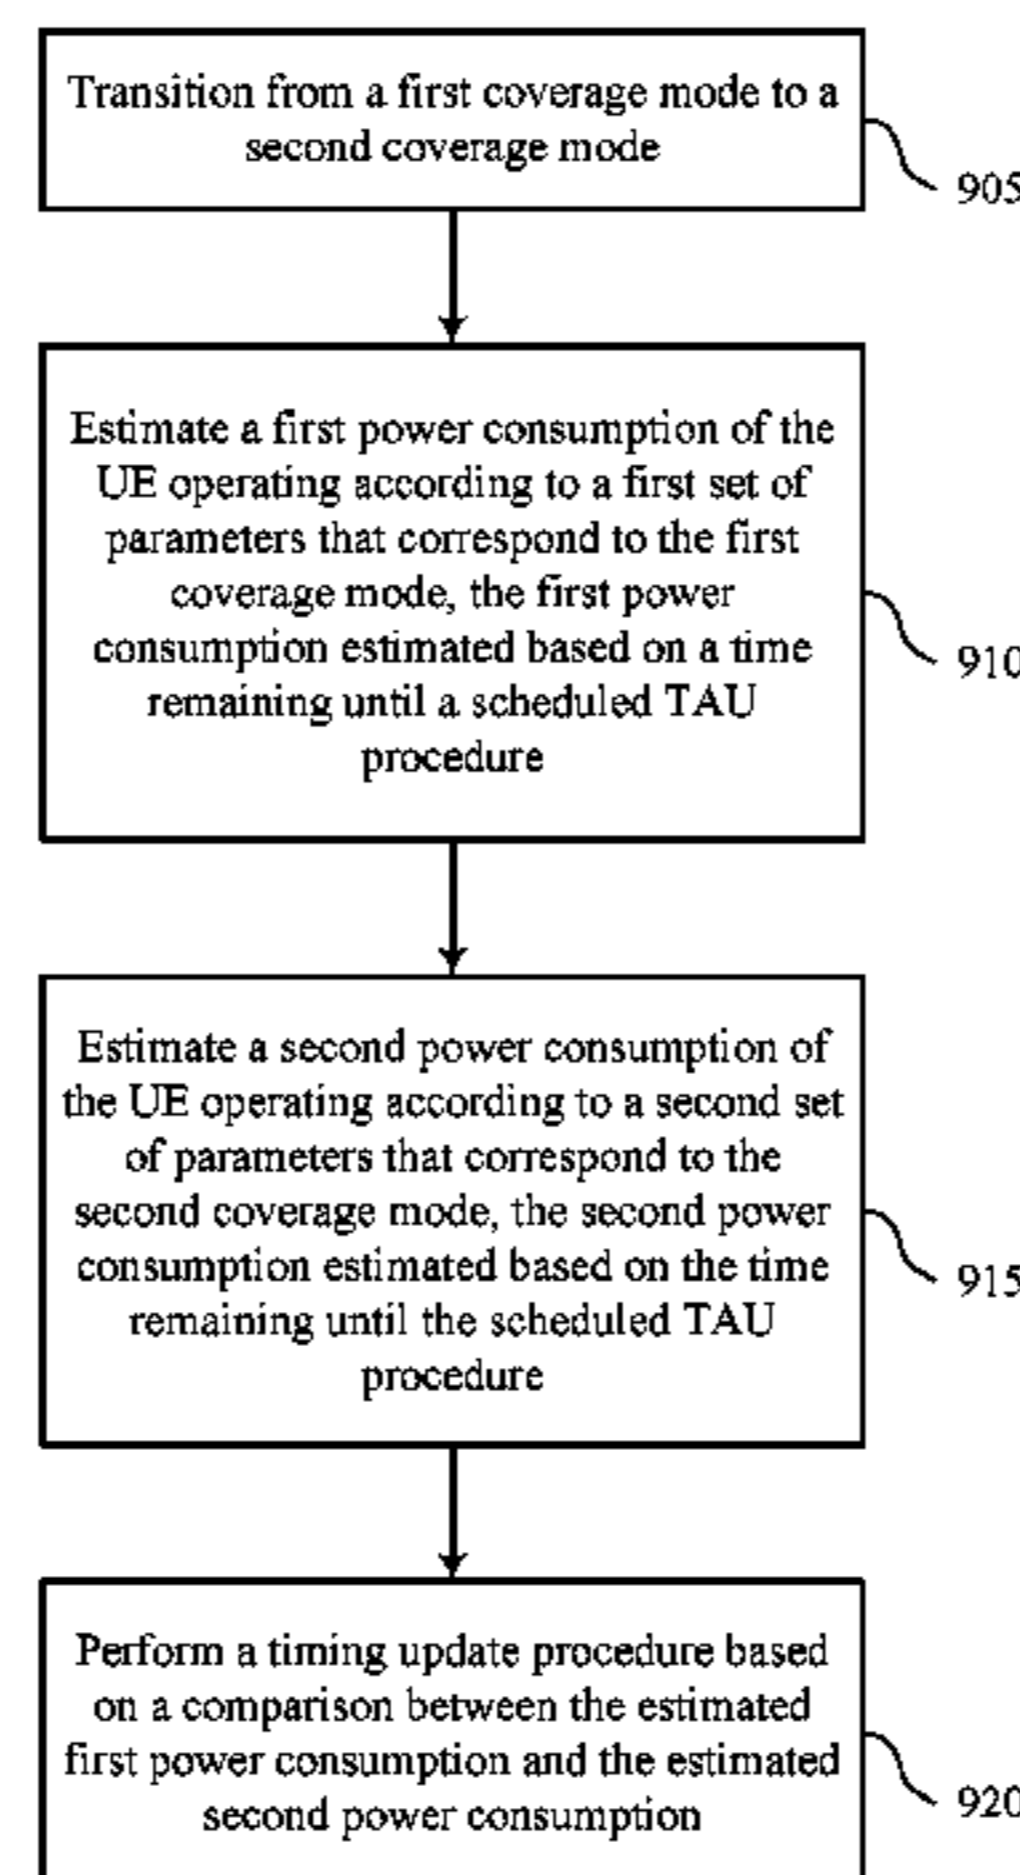 Transition from a first coverage mode to a
second coverage mode
905
Estimate a first power consumption of the
UE operating according to a first set of
parameters that correspond to the first
coverage mode, the first power
consumption estimated based on a time
remaining until a scheduled TAU
procedure
910
Estimate a second power consumption of
the UE operating according to a second set
of parameters that correspond to the
second coverage mode, the second power
consumption estimated based on the time
remaining until the scheduled TAU
procedure
915
Perform a timing update procedure based
on a comparison between the estimated
first power consumption and the estimated
second power consumption
920